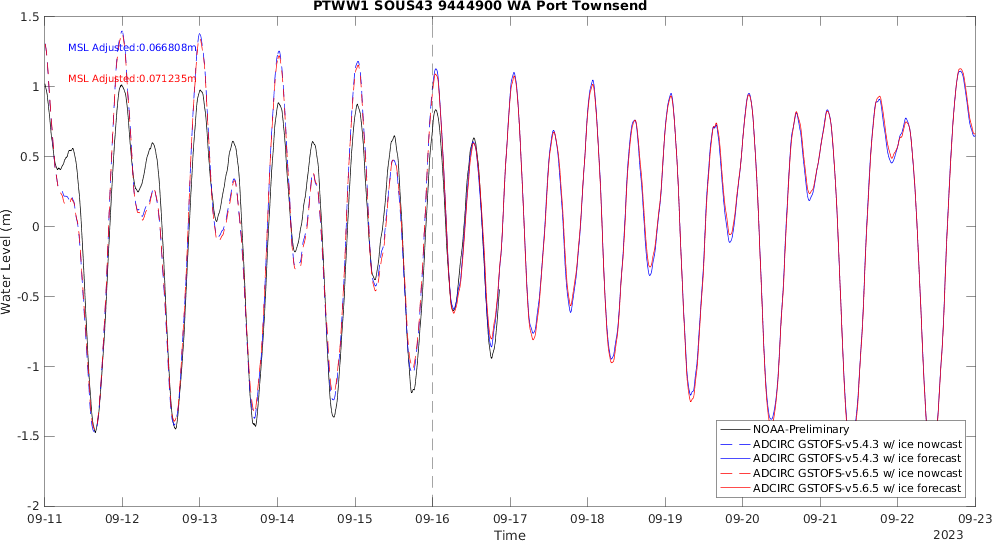 PTWW1 SOUS43 9444900 WA Port Townsend
MSL Adjusted:0.066808m
MSL Adjusted:0.071235m
Water Level (m)
1.5
1
0.5
0
-0.5
-1
-1.5
-2
NOAA-Preliminary
ADCIRC GSTOFS-v5.4.3 w/ ice nowcast
ADCIRC GSTOFS-v5.4.3 w/ ice forecast
ADCIRC GSTOFS-v5.6.5 w/ ice nowcast
ADCIRC GSTOFS-v5.6.5 w/ ice forecast
09-11 09-12 09-13 09-14 09-15 09-16 09-17 09-18 09-19 09-20 09-21 09-22 09-23
Time
2023